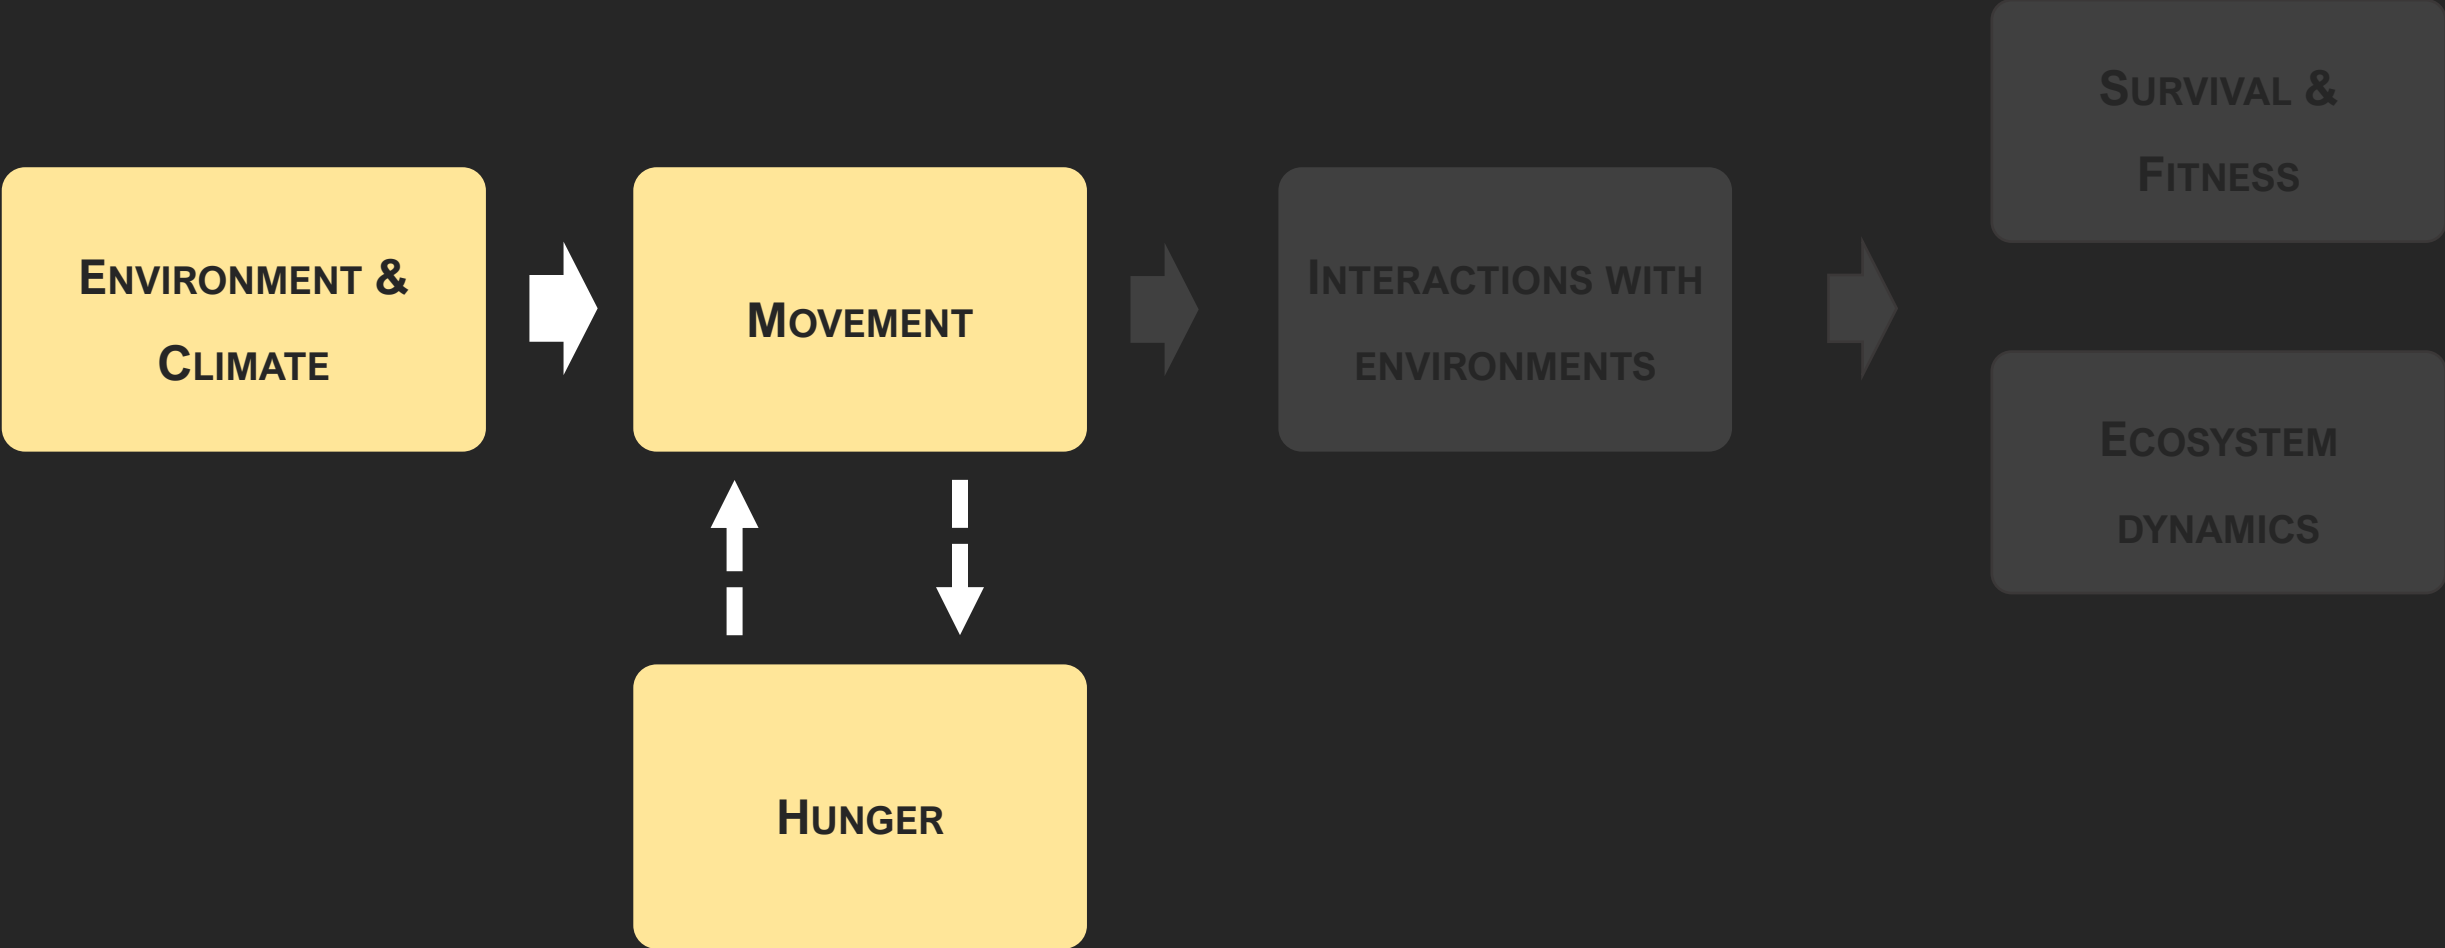 Environment &
Climate
Movement
Interactions with
environments
Survival &
Fitness
Ecosystem
dynamics
Hunger